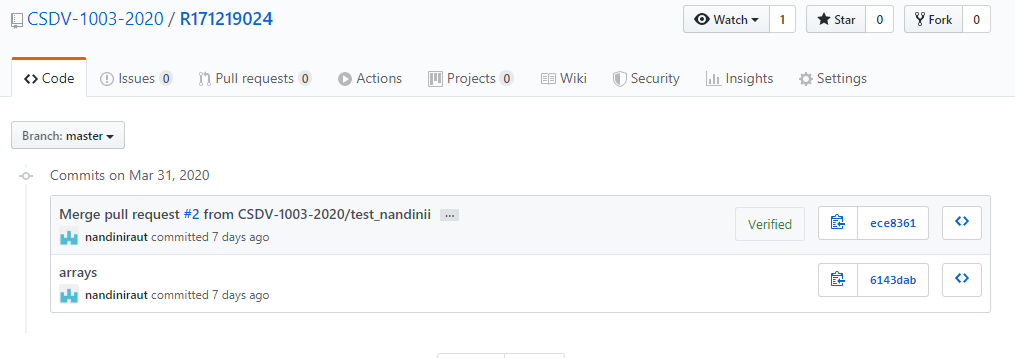 CSDV-1003-2020 / R171219024
Watch 1 Star 0 Fork 0
Code Issues 0 Pull requests 0 Actions Projects 0 Wiki Security Insights Settings
Branch: master
Commits on Mar 31, 2020
Merge pull request #2 from CSDV-1003-2020/test_nandinii ...
Verified ece8361
nandiniraut committed 7 days ago
arrays
6143dab
nandiniraut committed 7 days ago